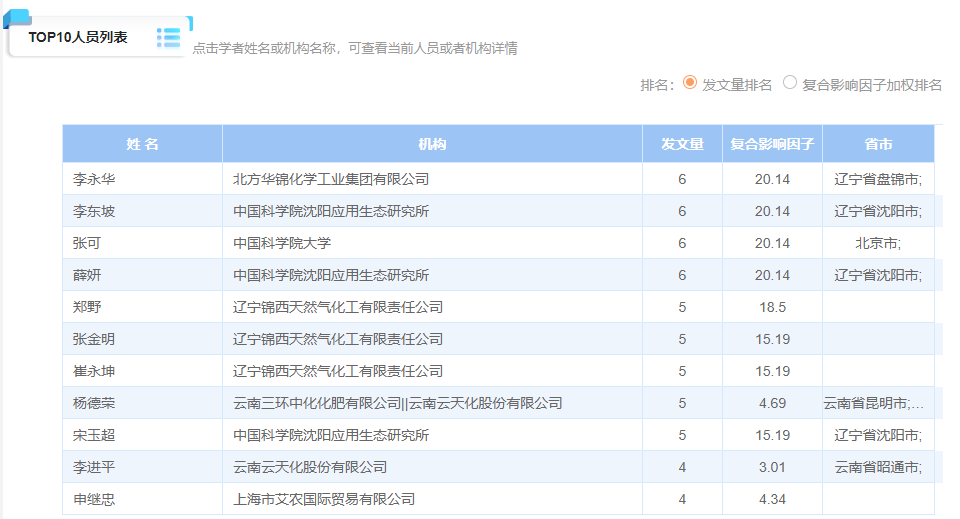 TOP10人员列表
点击学者姓名或机构名称，可查看当前人员或者机构详情
排名： 发文量排名 复合影响因子加权排名
姓 名 机构 发文量 复合影响因子 省市
李永华 北方华锦化学工业集团有限公司 6 20.14 辽宁省盘锦市;
李东坡 中国科学院沈阳应用生态研究所 6 20.14 辽宁省沈阳市;
张可 中国科学院大学 6 20.14 北京市;
薛妍 中国科学院沈阳应用生态研究所 6 20.14 辽宁省沈阳市;
郑野 辽宁锦西天然气化工有限责任公司 5 18.5
张金明 辽宁锦西天然气化工有限责任公司 5 15.19
崔永坤 辽宁锦西天然气化工有限责任公司 5 15.19
杨德荣 云南三环中化化肥有限公司||云南云天化股份有限公司 5 4.69 云南省昆明市;...
宋玉超 中国科学院沈阳应用生态研究所 5 15.19 辽宁省沈阳市;
李进平 云南云天化股份有限公司 4 3.01 云南省昭通市;
申继忠 上海市艾农国际贸易有限公司 4 4.34